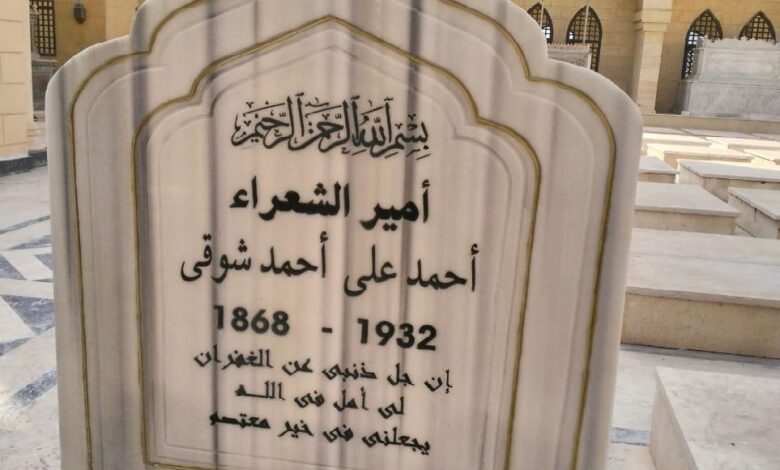 بسم الله الرحمن الرحيم
أمير الشعراء
أحمد على أحمد شوقى
1868 - 1932
إن جل ذنبى عن الغفران
لى أمل فى الله
يجعلنى فى خير معتصم